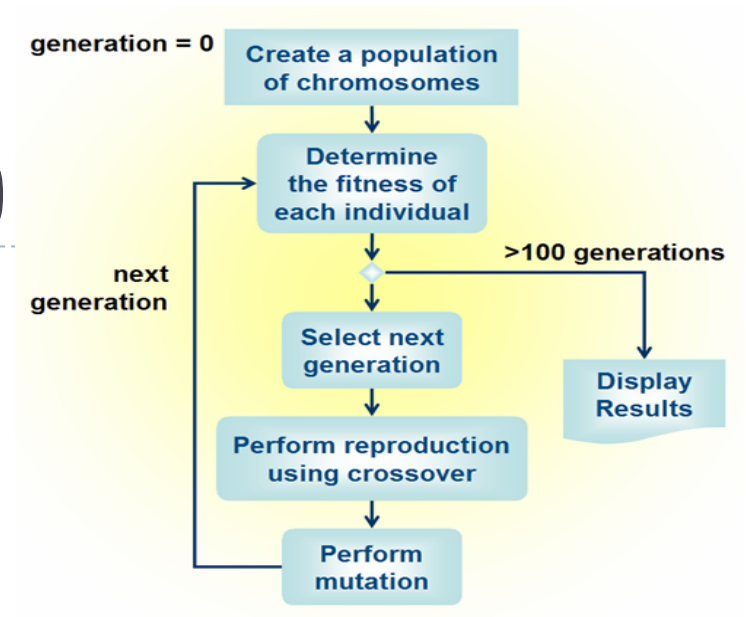 generation = 0
Create a population
of chromosomes
Determine
the fitness of
each individual
>100 generations
next
generation
Select next
generation
Display
Results
Perform reproduction
using crossover
Perform
mutation